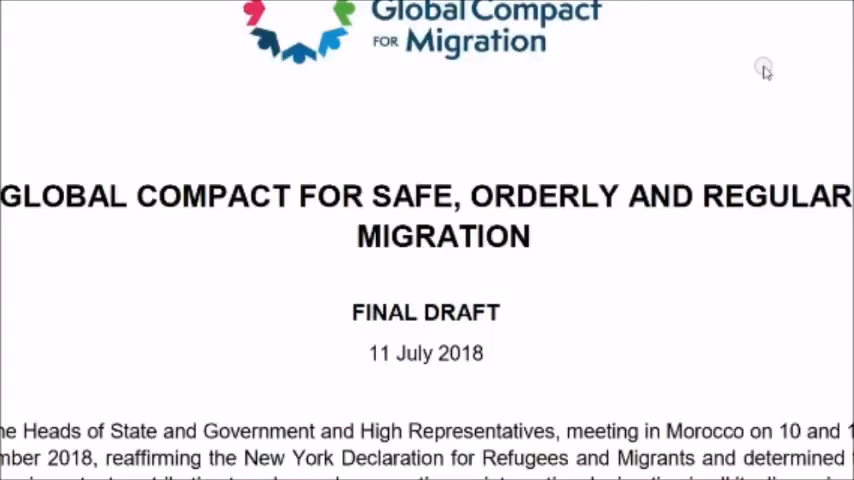 Global Compact
FOR Migration
GLOBAL COMPACT FOR SAFE, ORDERLY AND REGULAR
MIGRATION
FINAL DRAFT
11 July 2018
Heads of State and Government and High Representatives, meeting in Morocco on 10 and
2018, reaffirming the New York Declaration for Refugees and Migrants and determined